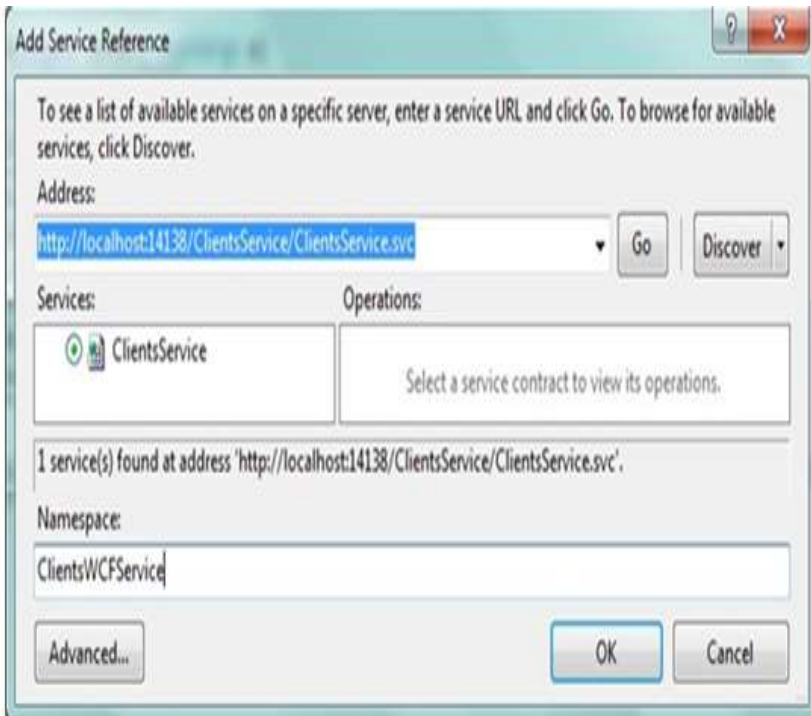 Add Service Reference
? X
To see a list of available services on a specific server, enter a service URL and click Go. To browse for available
services, click Discover.
Address:
http://localhost:14138/ClientsService/ClientsService.svc
Go
Discover
Services:
Operations:
ClientsService
Select a service contract to view its operations.
1 service(s) found at address 'http://localhost:14138/ClientsService/ClientsService.svc'.
Namespace:
ClientsWCFService
Advanced...
OK
Cancel